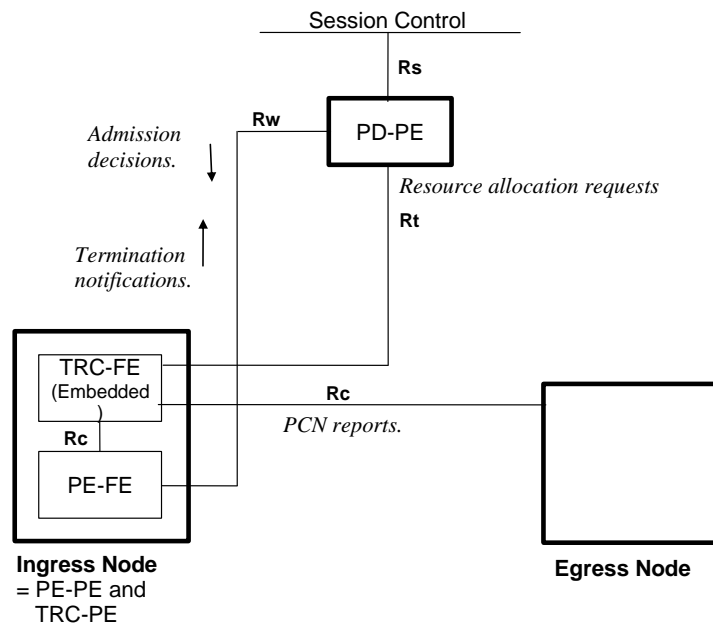 Session Control
Rs
Rw
PD-PE
Admission
decisions.
Resource allocation requests
Rt
Termination
notifications.
TRC-FE
(Embedded
)
Rc
PCN reports.
Rc
PE-FE
Ingress Node
= PE-PE and
TRC-PE
Egress Node